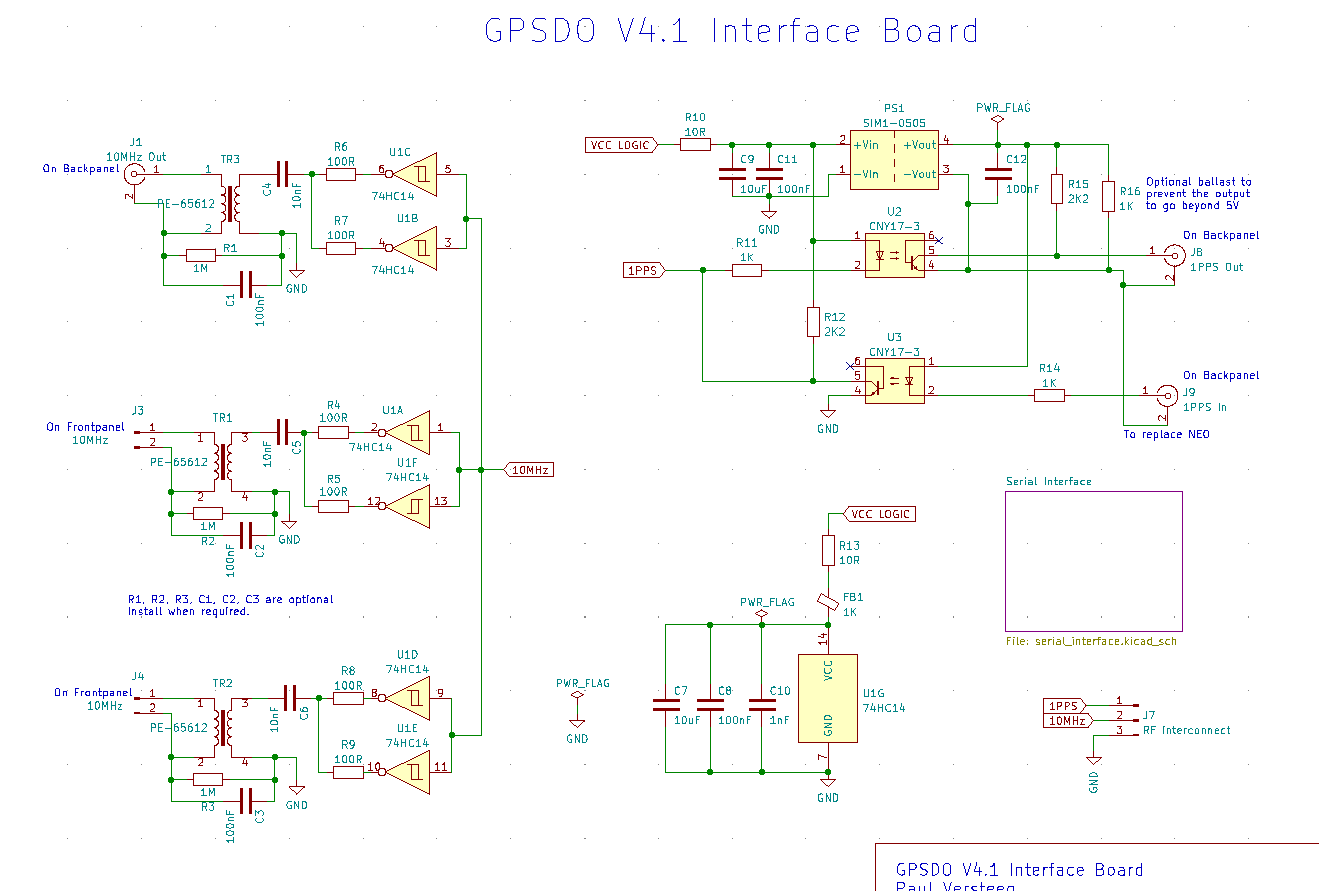 GPSDO V4.1 Interface Board
J1
10MHz Out
On Backpanel
1
2
TR3
1
2
PE-65612
C4
10nF
R6
100R
R7
100R
U1C
6
5
74HC14
U1B
4
3
74HC14
R1
1M
C1
100nF
GND
J3
On Frontpanel
10MHz
1
2
TR1
1
3
2
4
PE-65612
10nF
C5
R4
100R
R5
100R
U1A
2
1
74HC14
U1F
74HC14
12
13
10MHz
1M
R2
100nF
C2
GND
R1, R2, R3, C1, C2, C3 are optional
Install when required.
J4
On Frontpanel
10MHz
1
2
TR2
1
3
2
4
PE-65612
10nF
C6
R8
100R
R9
100R
U1D
74HC14
8
9
U1E
74HC14
10
11
1M
R3
100nF
C3
GND
VCC LOGIC
R10
10R
C9
10uF
C11
100nF
GND
PS1
SIM1-0505
2
+Vin
+Vout
4
1
-Vin
-Vout
3
PWR_FLAG
C12
100nF
R15
2K2
R16
1K
Optional ballast to
prevent the output
to go beyond 5V
On Backpanel
1
J8
1PPS Out
2
1PPS
R11
1K
U2
CNY17-3
1
2
6
5
4
R12
2K2
U3
CNY17-3
6
5
4
1
2
GND
R14
1K
On Backpanel
1
J9
1PPS In
2
To replace NEO
VCC LOGIC
R13
10R
FB1
1K
PWR_FLAG
14
VCC
U1G
74HC14
GND
7
C7
10uF
C8
100nF
C10
1nF
GND
PWR_FLAG
GND
Serial Interface
File: serial_interface.kicad_sch
1PPS
10MHz
1
2
3
J7
RF Interconnect
GND
GPSDO V4.1 Interface Board
Paul Versteeg